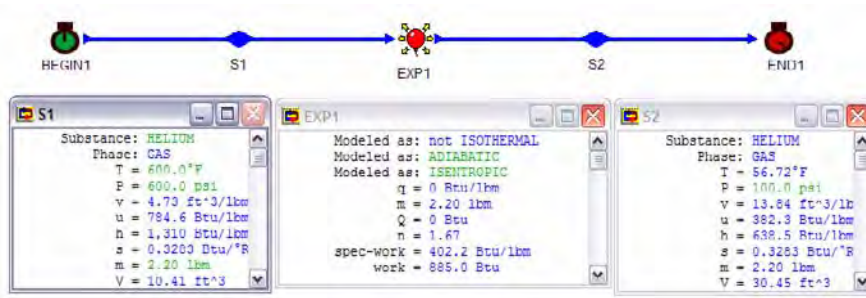 BEGIN1 S1 EXP1 S2 END1
S1
Substance: HELIUM
Phase: GAS
T = 600.0°F
P = 600.0 psi
v = 4.73 ft^3/lbm
u = 784.6 Btu/lbm
h = 1,310 Btu/lbm
s = 0.3283 Btu/°R
m = 2.20 lbm
V = 10.41 ft^3
EXP1
Modeled as: not ISOTHERMAL
Modeled as: ADIABATIC
Modeled as: ISENTROPIC
q = 0 Btu/lbm
m = 2.20 lbm
Q = 0 Btu
n = 1.67
spec-work = 402.2 Btu/lbm
work = 885.0 Btu
S2
Substance: HELIUM
Phase: GAS
T = 56.72°F
P = 100.0 psi
v = 13.84 ft^3/lb
u = 382.3 Btu/lbm
h = 638.5 Btu/lbm
s = 0.3283 Btu/°R
m = 2.20 lbm
V = 30.45 ft^3